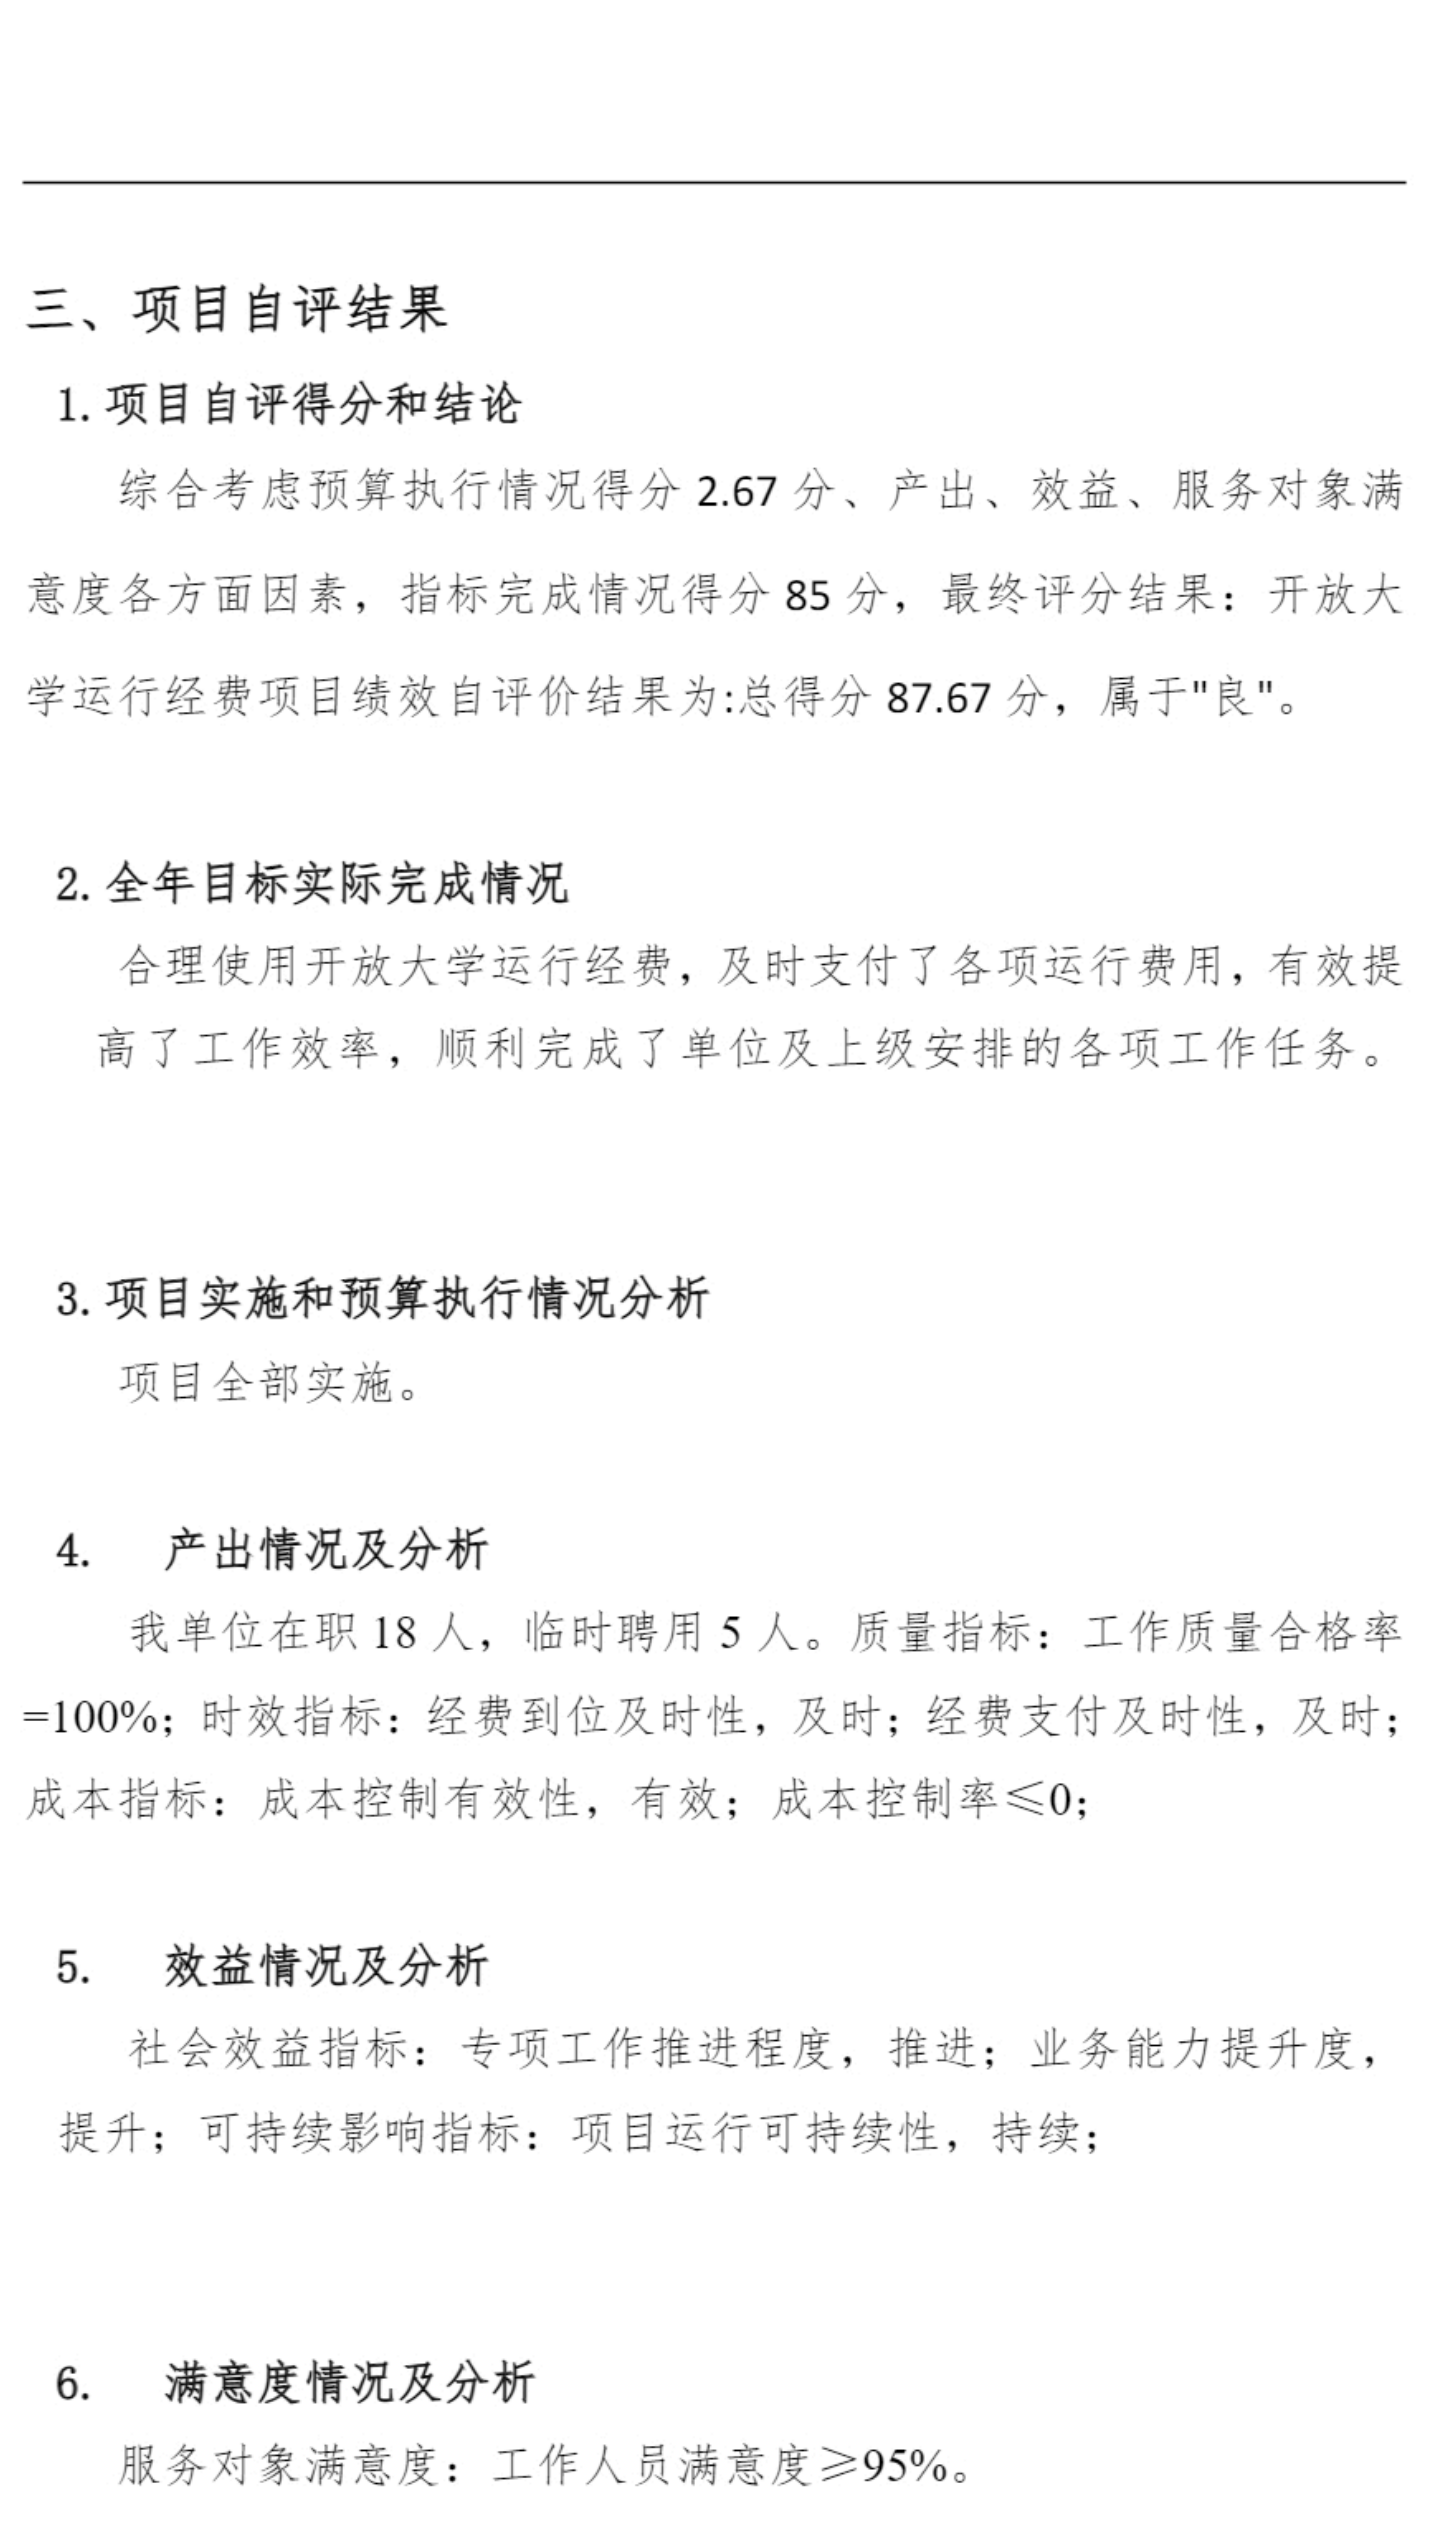 三、项目自评结果
1.项目自评得分和结论
综合考虑预算执行情况得分 2.67 分、产出、效益、服务对象满
意度各方面因素，指标完成情况得分 85 分，最终评分结果：开放大
学运行经费项目绩效自评价结果为:总得分 87.67 分，属于"良"。
2.全年目标实际完成情况
合理使用开放大学运行经费，及时支付了各项运行费用，有效提
高了工作效率，顺利完成了单位及上级安排的各项工作任务。
3.项目实施和预算执行情况分析
项目全部实施。
4. 产出情况及分析
我单位在职 18 人，临时聘用 5 人。质量指标：工作质量合格率
=100%；时效指标：经费到位及时性，及时；经费支付及时性，及时；
成本指标：成本控制有效性，有效；成本控制率≤0；
5. 效益情况及分析
社会效益指标：专项工作推进程度，推进；业务能力提升度，
提升；可持续影响指标：项目运行可持续性，持续；
6. 满意度情况及分析
服务对象满意度：工作人员满意度≥95%。